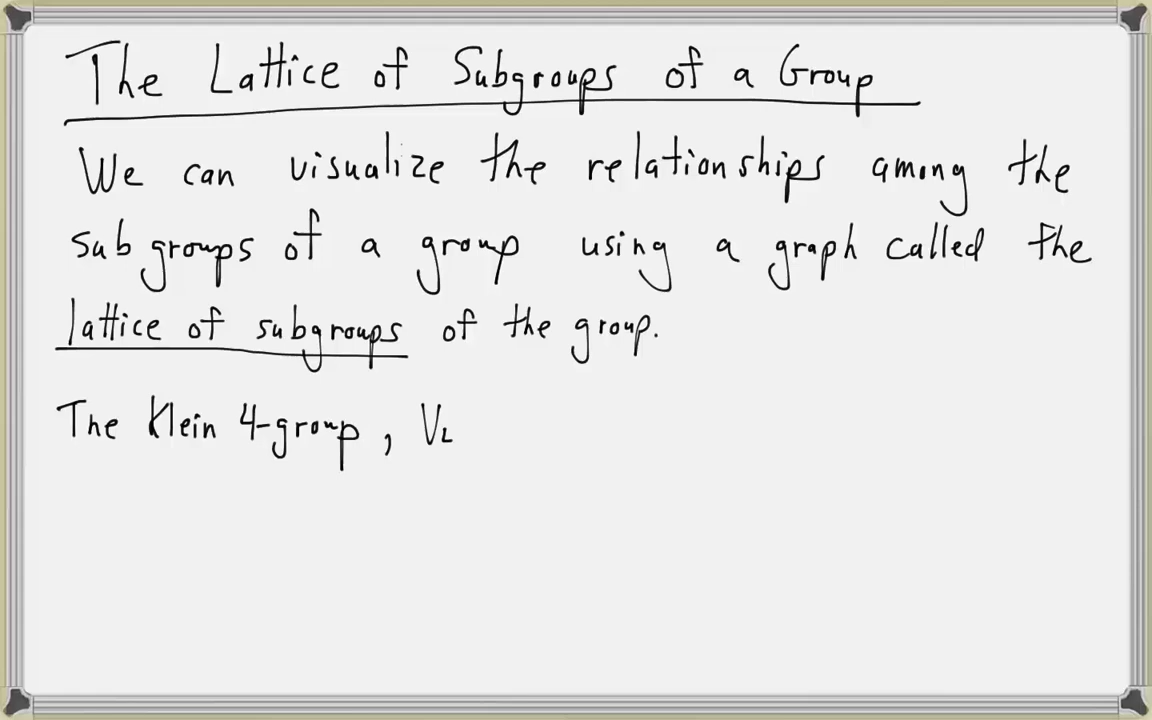 The Lattice of Subgroups of a Group
We can visualize the relationships among the
subgroups of a group using a graph called the
lattice of subgroups of the group.
The Klein 4-group, V